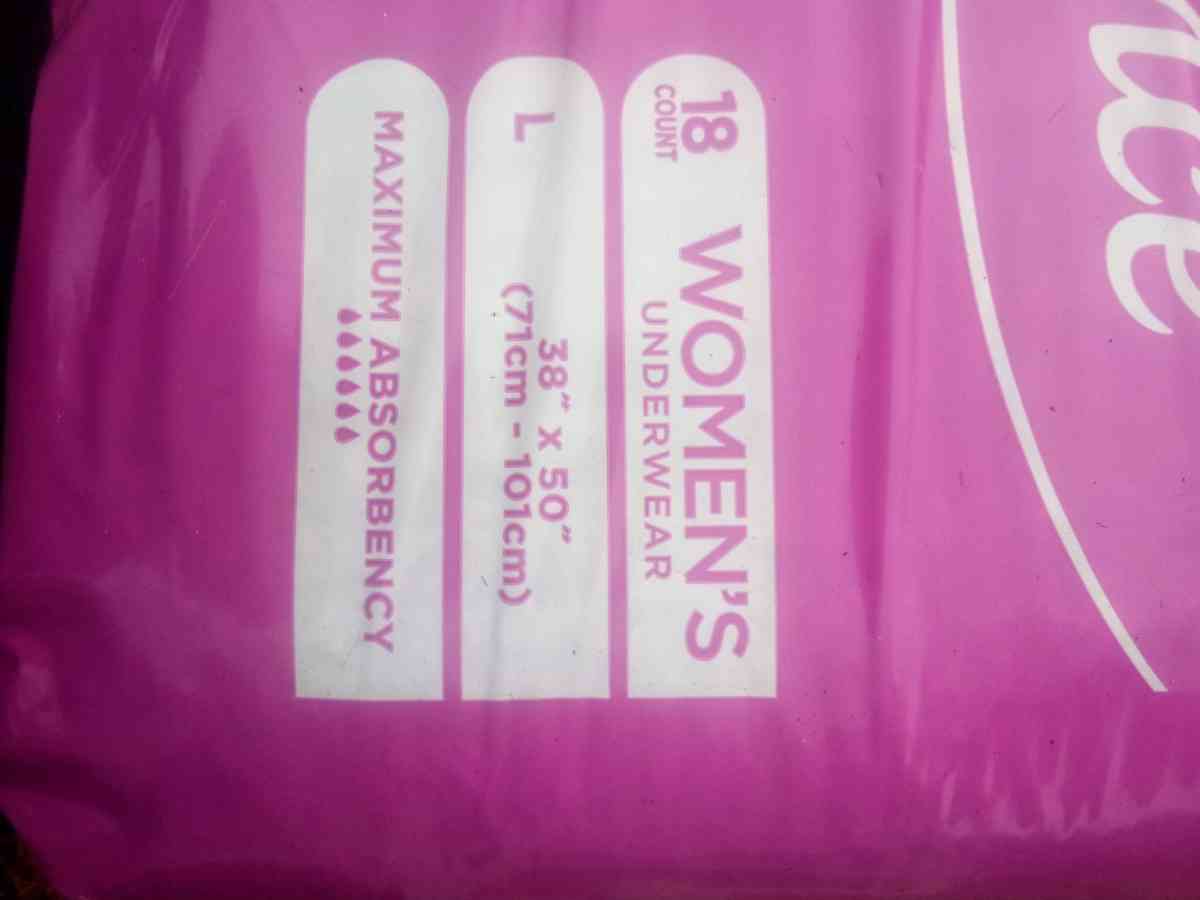 18
COUNT
WOMEN'S
UNDERWEAR
L
38" x 50"
(71cm - 101cm)
MAXIMUM ABSORBENCY